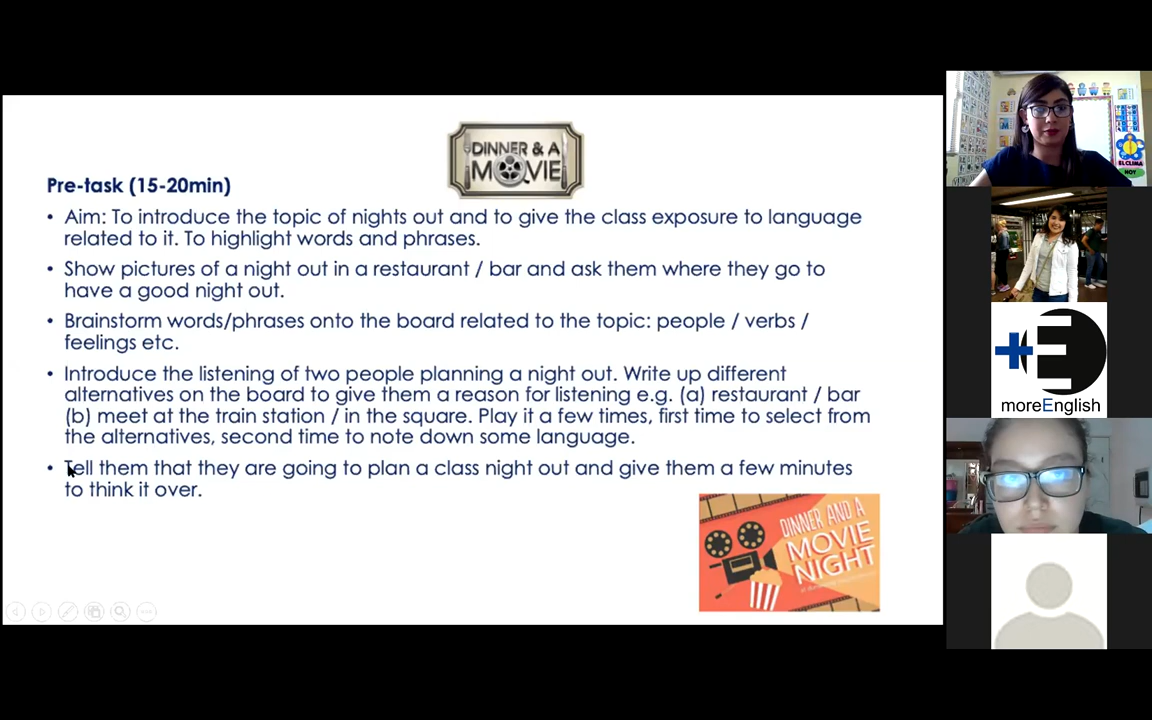 DINNER & A
MOVIE
Pre-task (15-20min)
• Aim: To introduce the topic of nights out and to give the class exposure to language
related to it. To highlight words and phrases.
• Show pictures of a night out in a restaurant / bar and ask them where they go to
have a good night out.
• Brainstorm words/phrases onto the board related to the topic: people / verbs /
feelings etc.
• Introduce the listening of two people planning a night out. Write up different
alternatives on the board to give them a reason for listening e.g. (a) restaurant / bar
(b) meet at the train station / in the square. Play it a few times, first time to select from
the alternatives, second time to note down some language.
• Tell them that they are going to plan a class night out and give them a few minutes
to think it over.
DINNER AND A
MOVIE
NIGHT
EL CLIMA
HOY
+E
moreEnglish